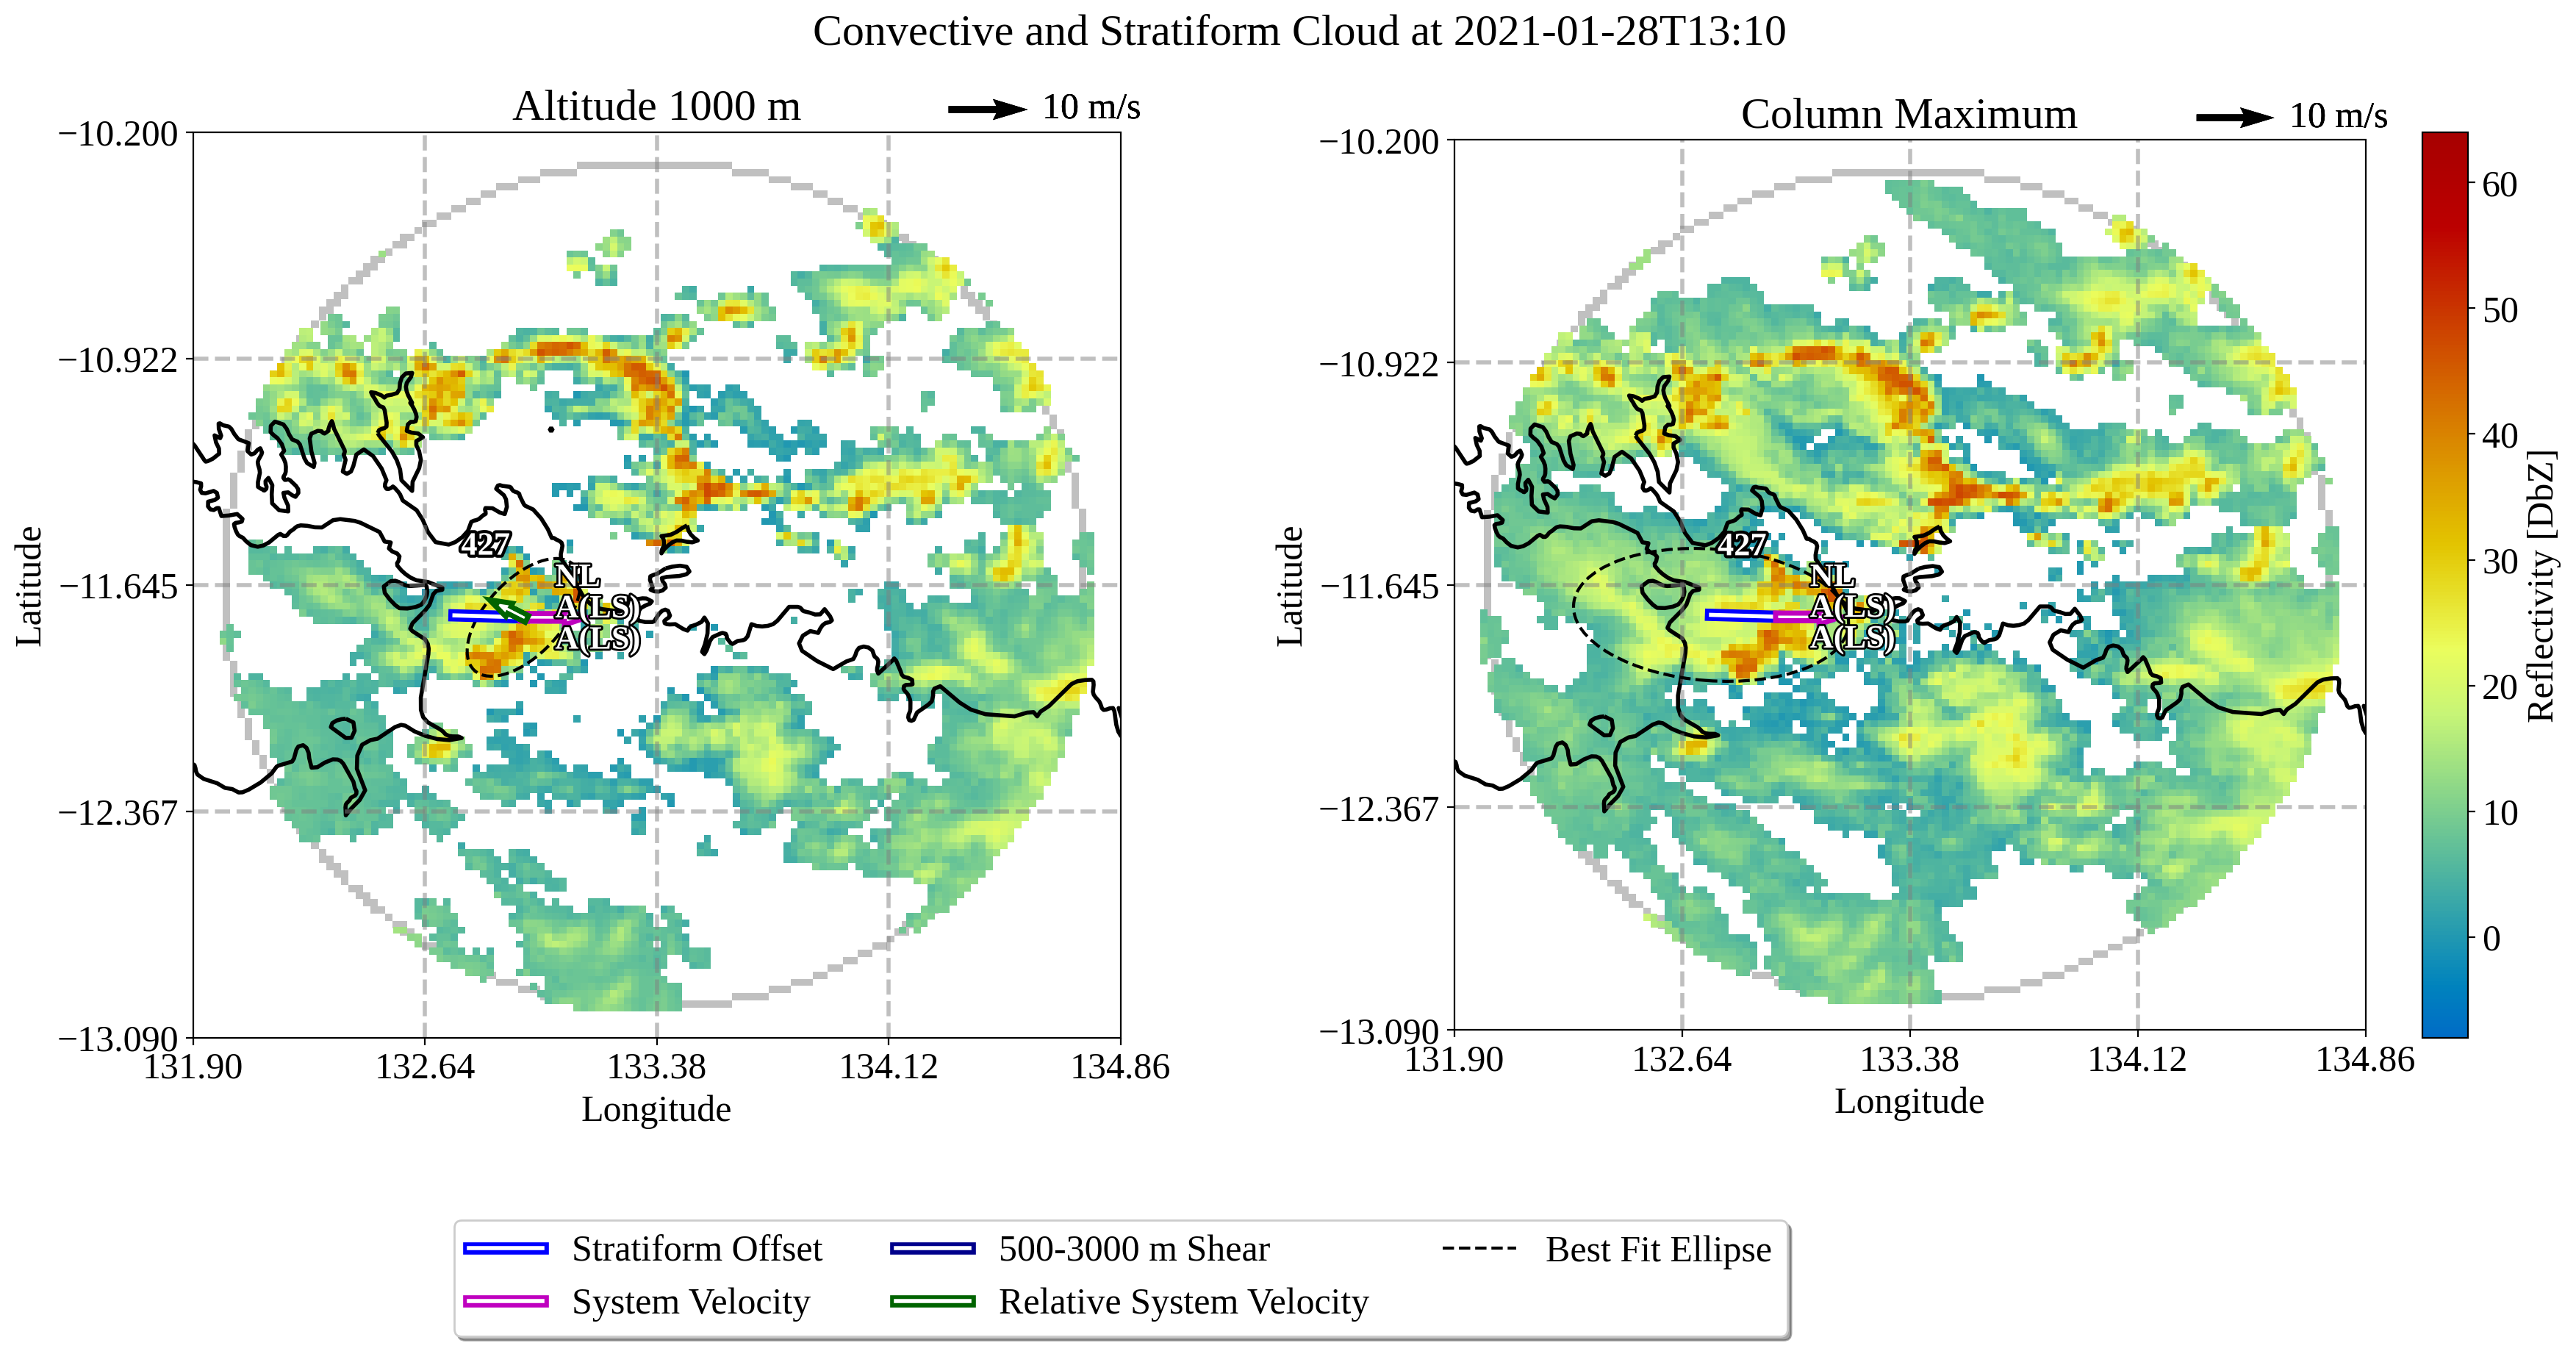 Convective and Stratiform Cloud at 2021-01-28T13:10
Altitude 1000 m
10 m/s
−10.200
−10.922
−11.645
−12.367
−13.090
131.90
132.64
133.38
134.12
134.86
Latitude
Longitude
427
NL
A(LS)
A(LS)
Column Maximum
10 m/s
−10.200
−10.922
−11.645
−12.367
−13.090
131.90
132.64
133.38
134.12
134.86
Latitude
Longitude
427
NL
A(LS)
A(LS)
60
50
40
30
20
10
0
Reflectivity [DbZ]
Stratiform Offset
System Velocity
500-3000 m Shear
Relative System Velocity
Best Fit Ellipse